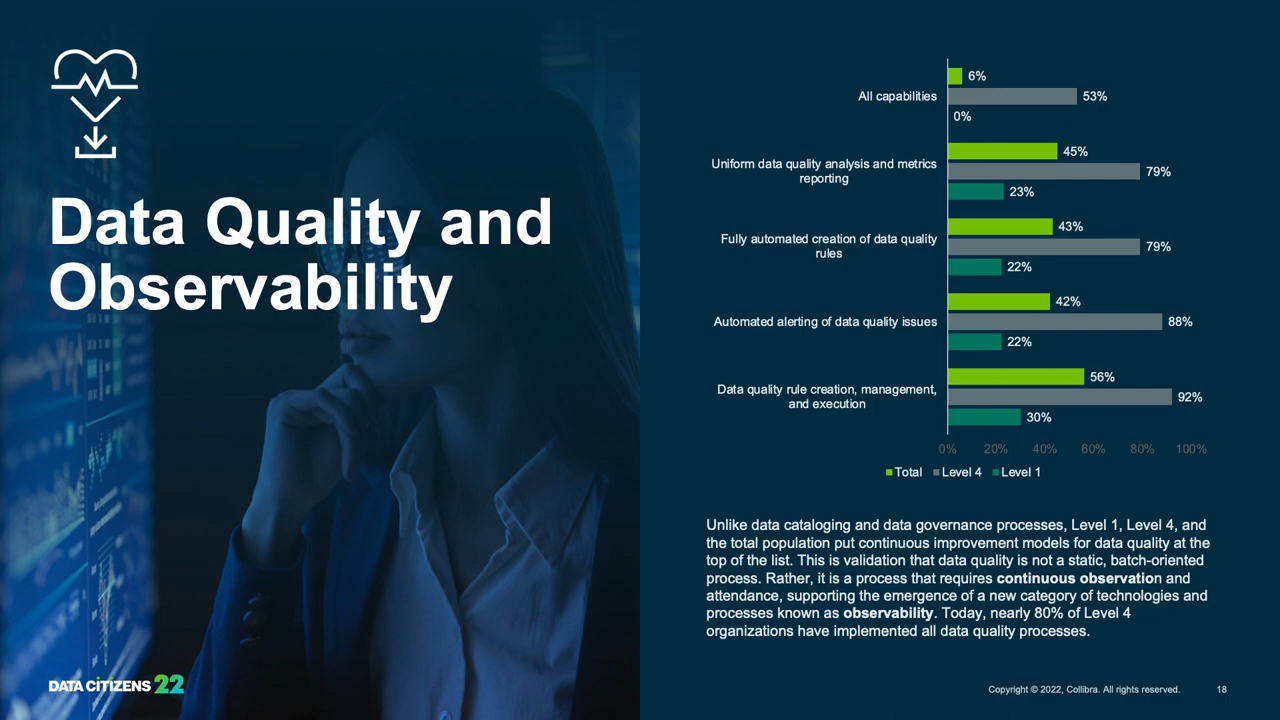 Data Quality and
Observability
DATA CITIZENS 22
6%
All capabilities
53%
0%
45%
Uniform data quality analysis and metrics
reporting
79%
23%
43%
Fully automated creation of data quality
rules
79%
22%
42%
Automated alerting of data quality issues
88%
22%
56%
Data quality rule creation, management,
and execution
92%
30%
0% 20% 40% 60% 80% 100%
Total Level 4 Level 1
Unlike data cataloging and data governance processes, Level 1, Level 4, and
the total population put continuous improvement models for data quality at the
top of the list. This is validation that data quality is not a static, batch-oriented
process. Rather, it is a process that requires continuous observation and
attendance, supporting the emergence of a new category of technologies and
processes known as observability. Today, nearly 80% of Level 4
organizations have implemented all data quality processes.
Copyright © 2022, Collibra. All rights reserved. 18